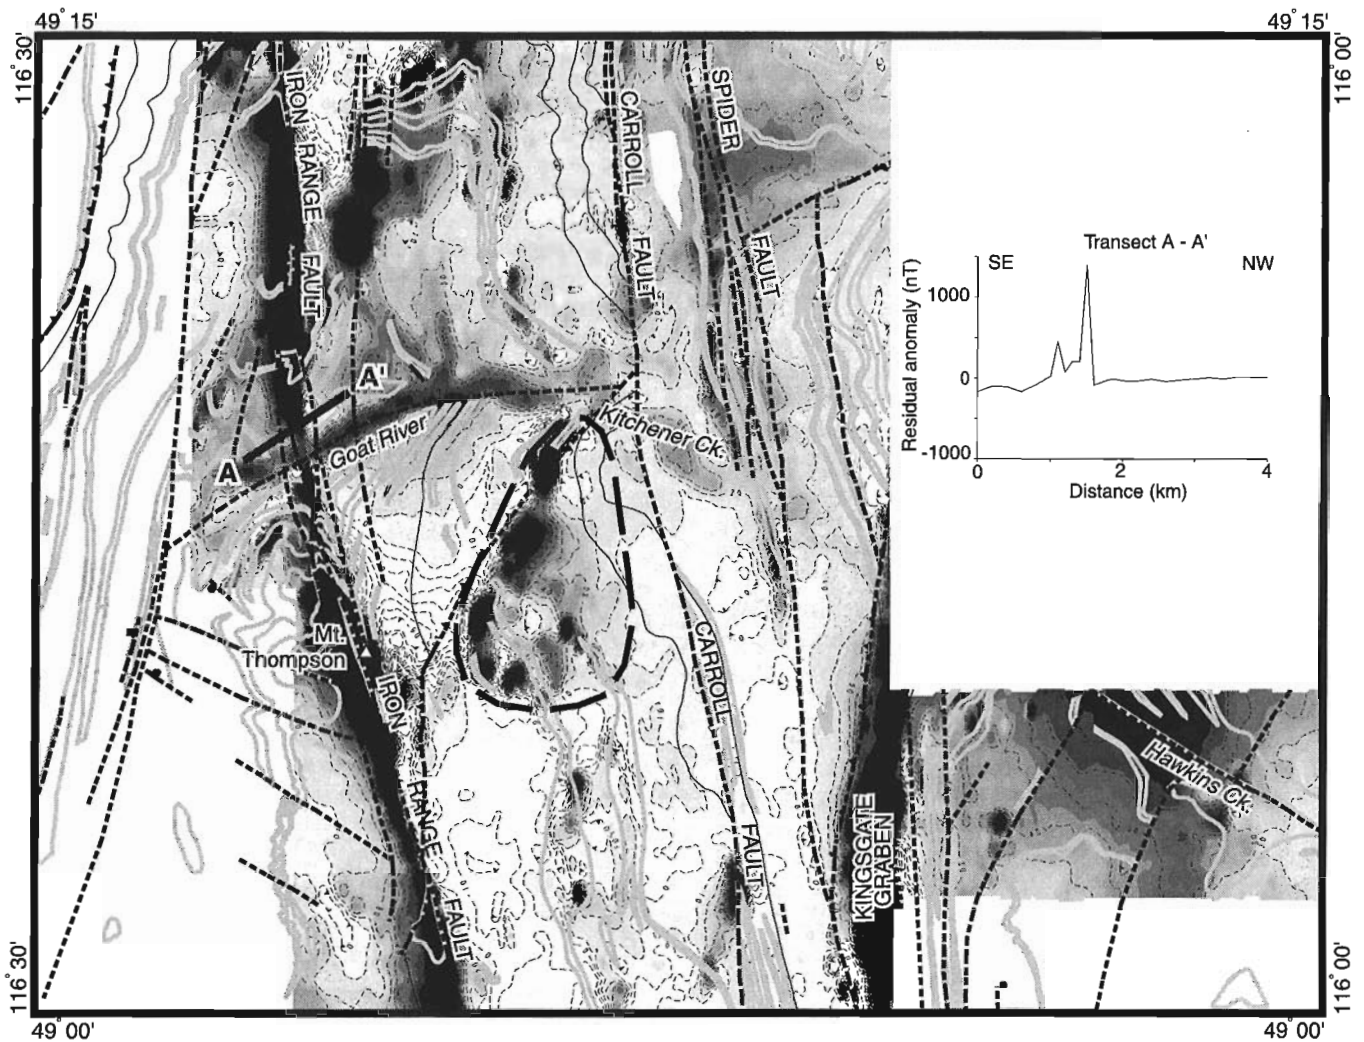 49° 15'
49° 15'
116° 30'
116° 00'
IRON RANGE FAULT
CARROLL FAULT
SPIDER FAULT
Transect A - A'
SE
NW
Residual anomaly (nT)
1000
0
-1000
0
2
4
Distance (km)
A'
A
Goat River
Kitchener Ck.
Mt.
Thompson
IRON RANGE FAULT
CARROLL FAULT
KINGSGATE
GRABEN
Hawkins Ck.
116° 30'
116° 00'
49° 00'
49° 00'